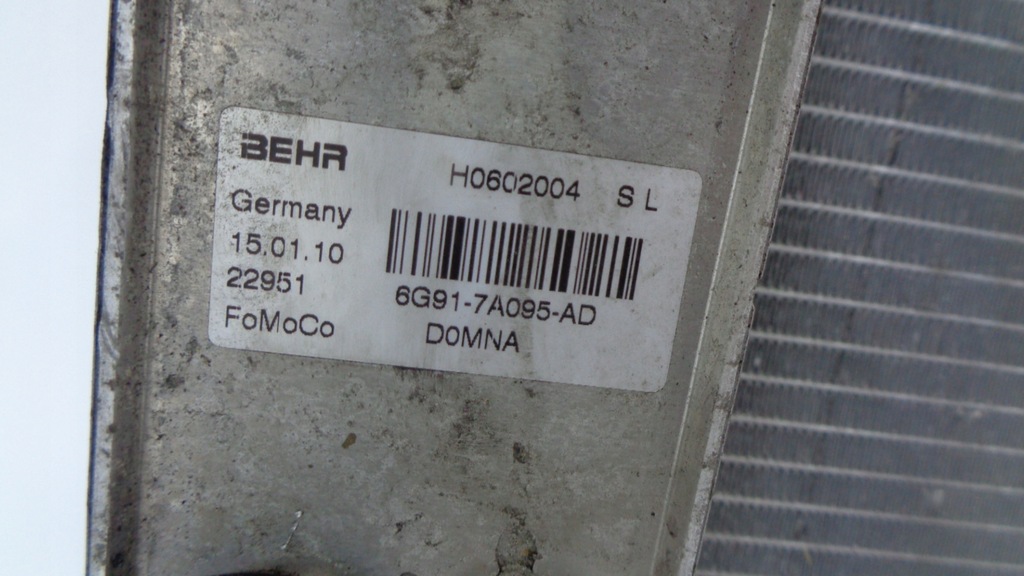 BEHR
H0602004 S L
Germany
15.01.10
22951
6G91-7A095-AD
FoMoCo
D0MNA